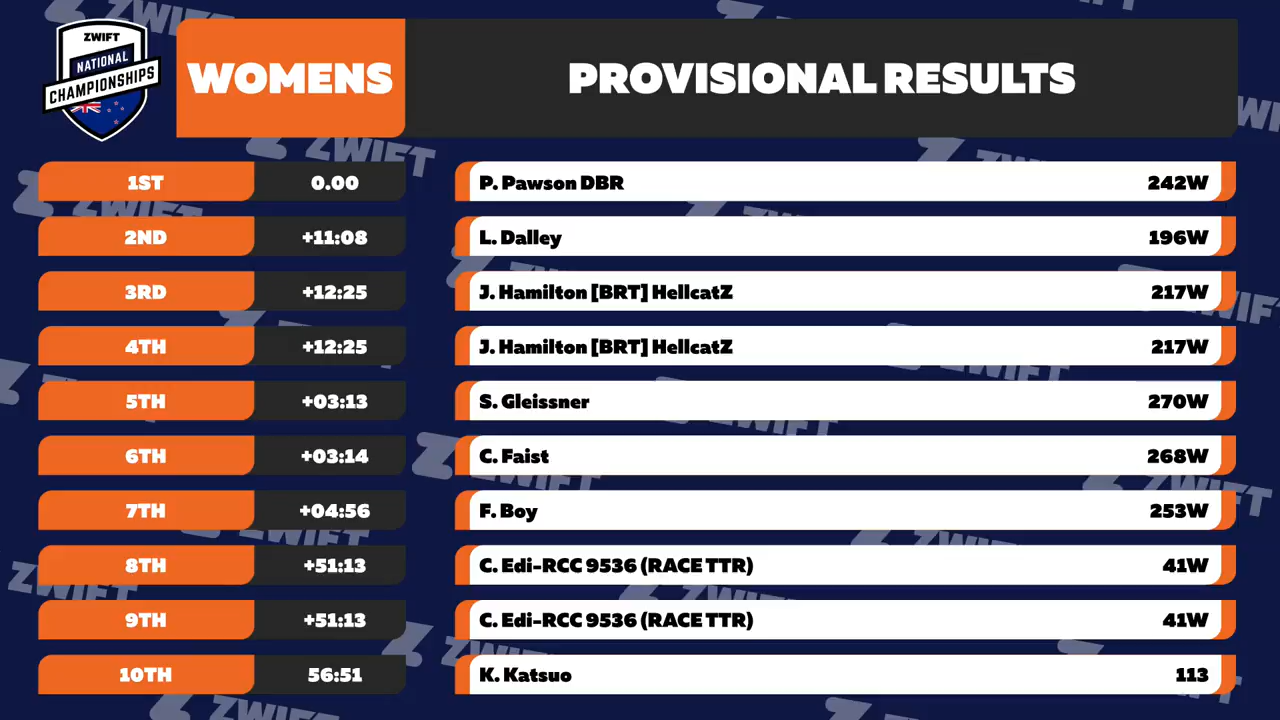 ZWIFT
NATIONAL
CHAMPIONSHIPS
WOMENS
PROVISIONAL RESULTS
1ST 0.00 P. Pawson DBR 242W
2ND +11:08 L. Dalley 196W
3RD +12:25 J. Hamilton [BRT] HellcatZ 217W
4TH +12:25 J. Hamilton [BRT] HellcatZ 217W
5TH +03:13 S. Gleissner 270W
6TH +03:14 C. Faist 268W
7TH +04:56 F. Boy 253W
8TH +51:13 C. Edi-RCC 9536 (RACE TTR) 41W
9TH +51:13 C. Edi-RCC 9536 (RACE TTR) 41W
10TH 56:51 K. Katsuo 113